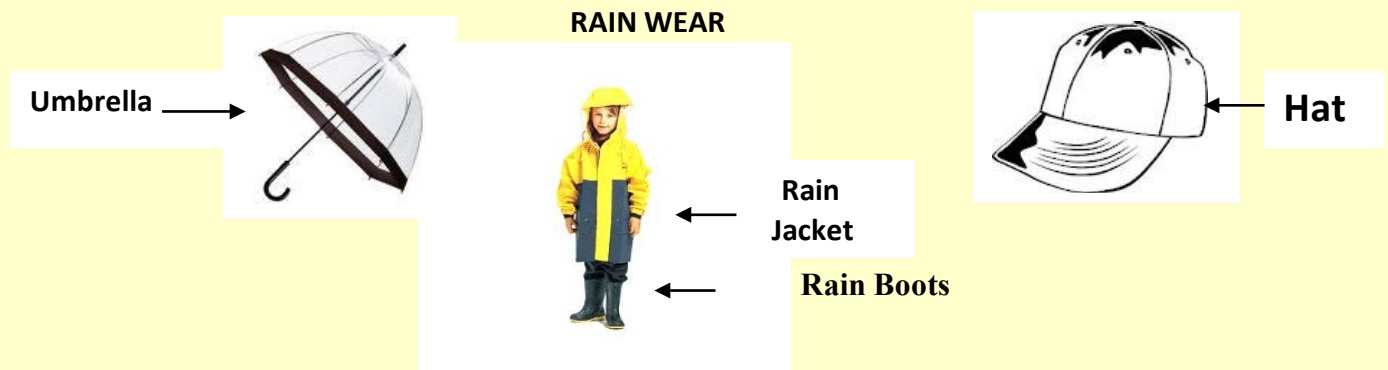 RAIN WEAR
Umbrella
Hat
Rain
Jacket
Rain Boots